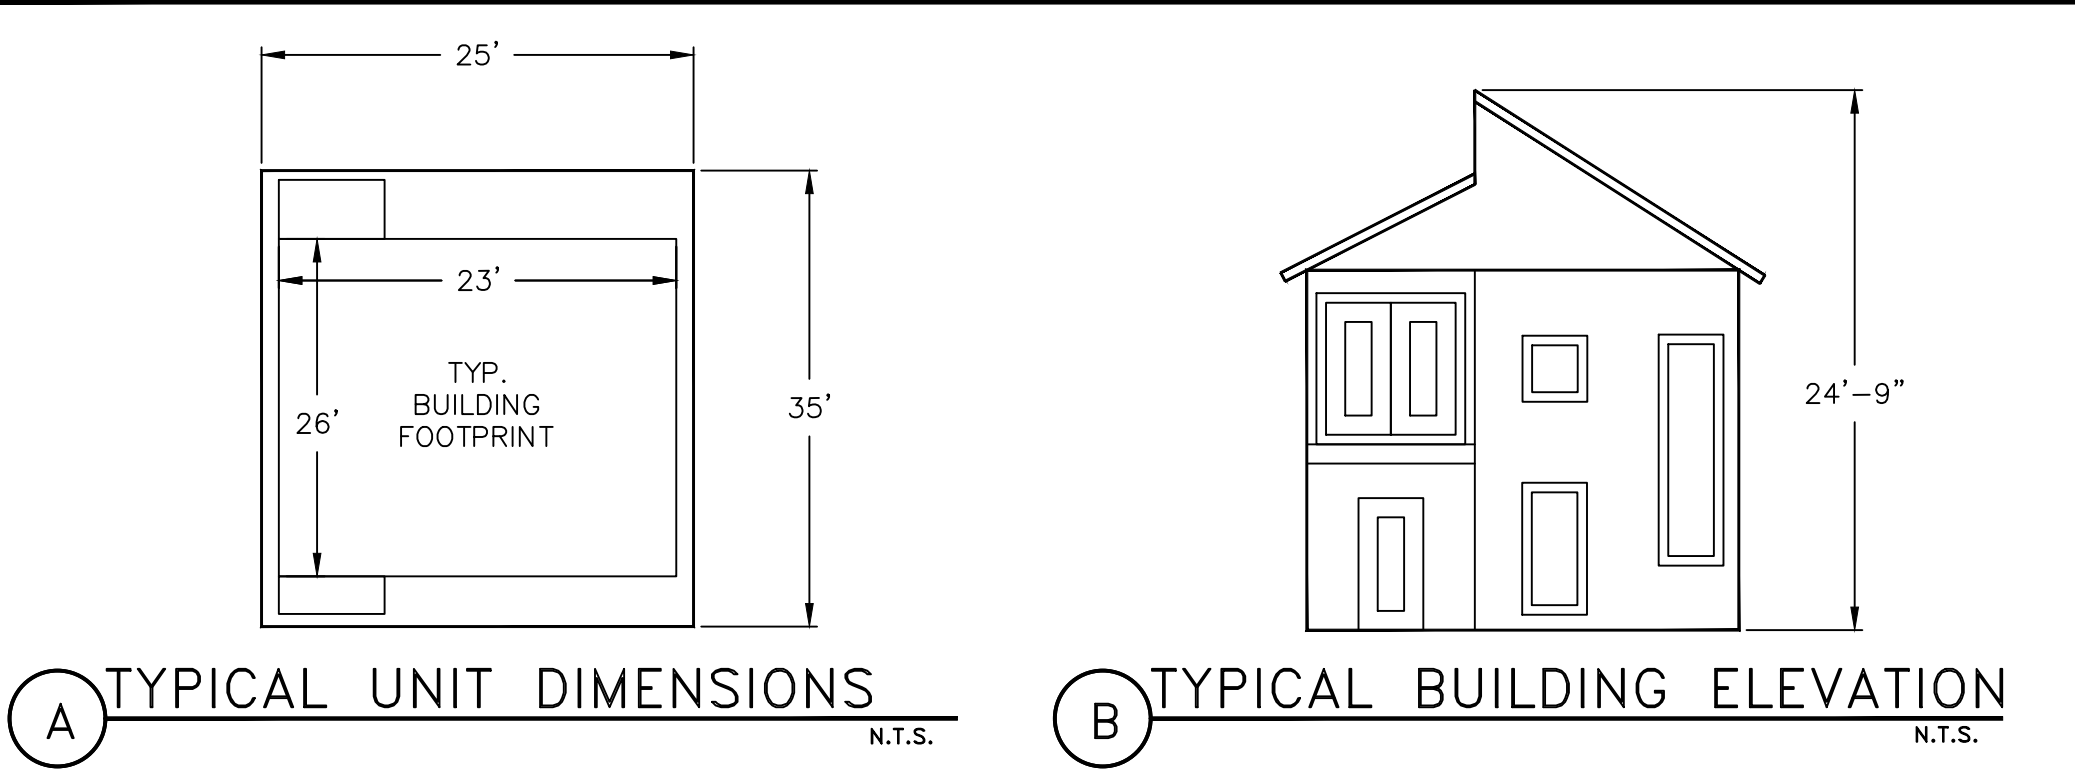 25’
23’
TYP.
BUILDING
FOOTPRINT
26’
35’
A TYPICAL UNIT DIMENSIONS
N.T.S.
24’–9”
B TYPICAL BUILDING ELEVATION
N.T.S.